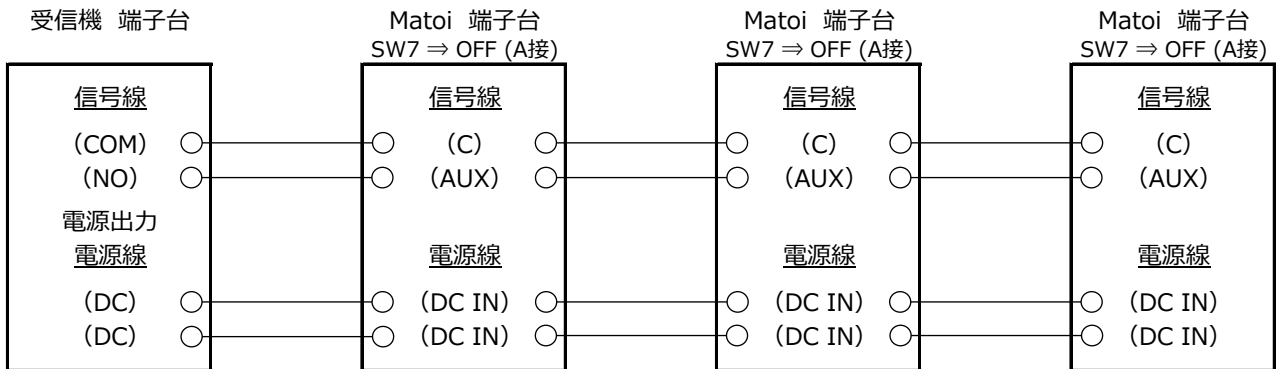 受信機 端子台
Matoi 端子台
SW7 ⇒ OFF (A接)
Matoi 端子台
SW7 ⇒ OFF (A接)
Matoi 端子台
SW7 ⇒ OFF (A接)
信号線
(COM)
(NO)
電源出力
電源線
(DC)
(DC)
信号線
(C)
(AUX)
電源線
(DC IN)
(DC IN)
信号線
(C)
(AUX)
電源線
(DC IN)
(DC IN)
信号線
(C)
(AUX)
電源線
(DC IN)
(DC IN)